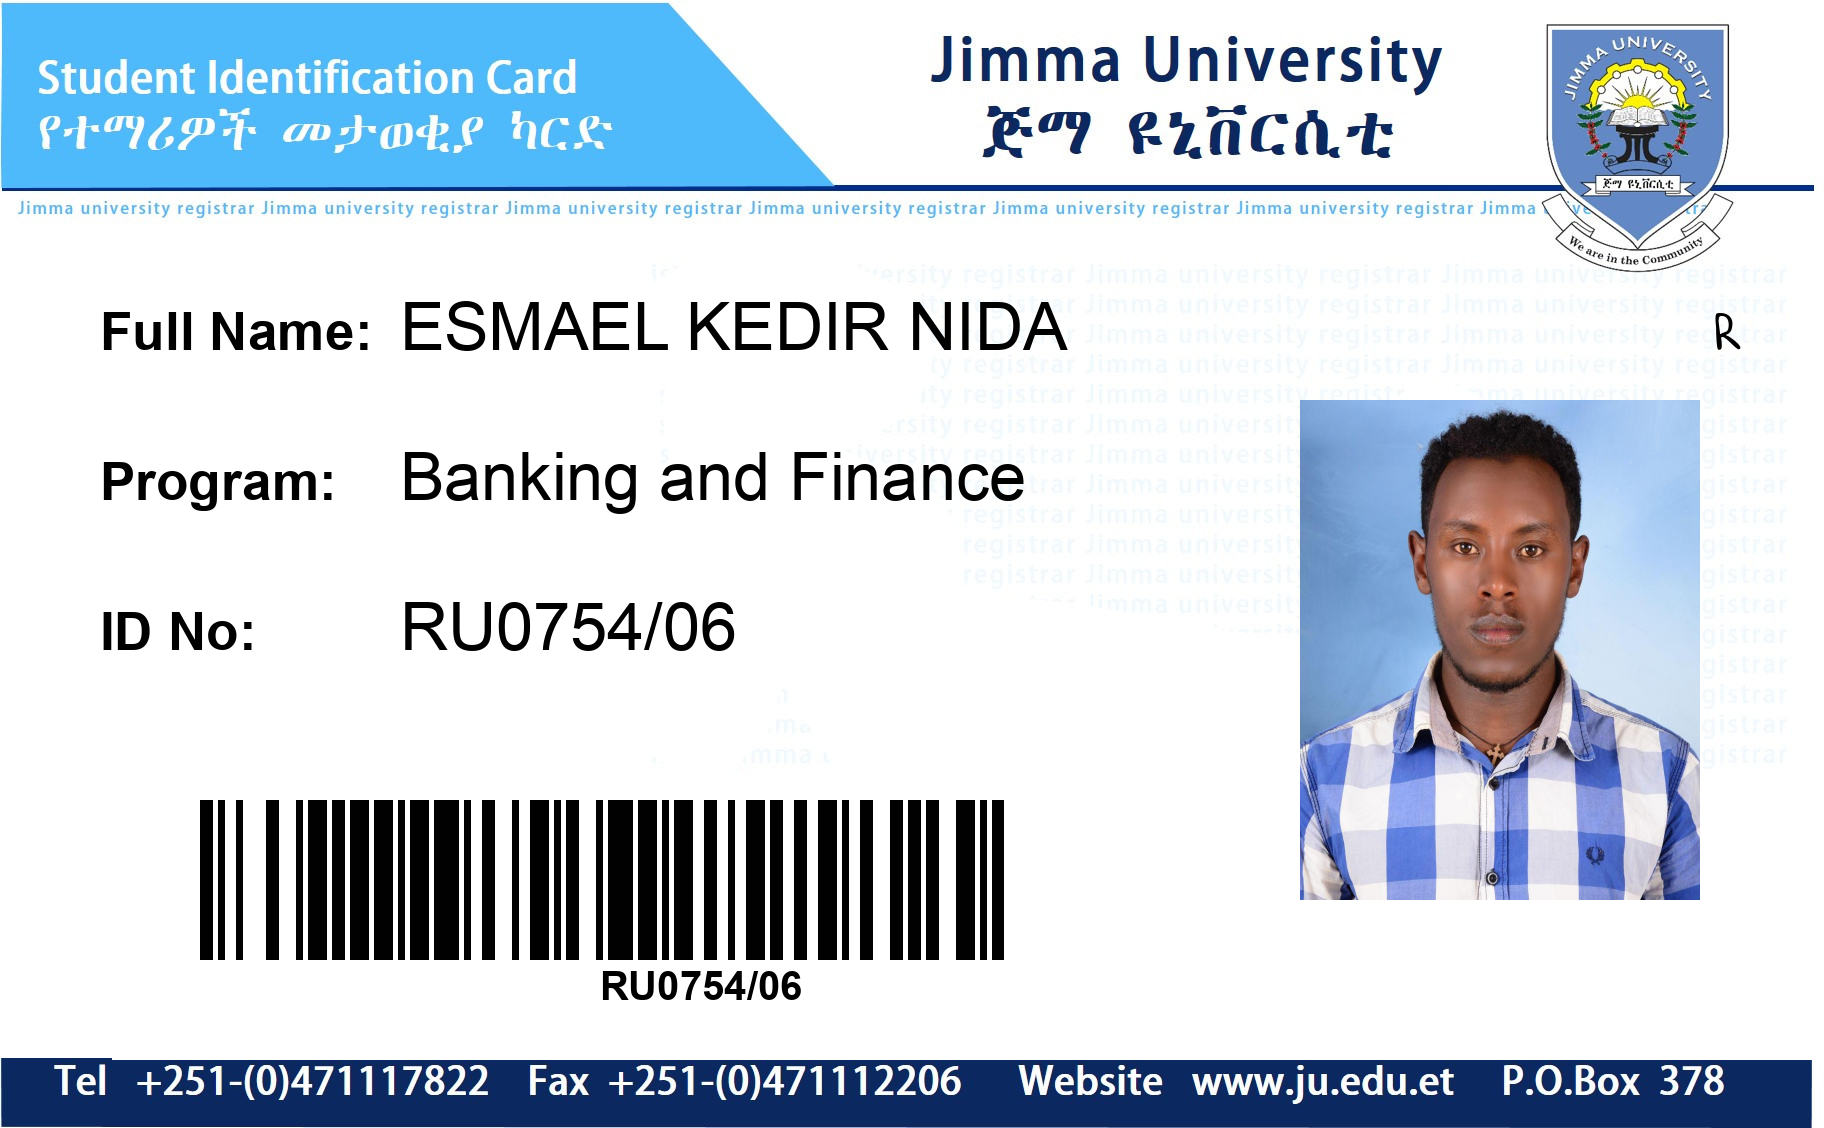 Student Identification Card
የተማሪዎች መታወቂያ ካርድ
Jimma University
ጅማ ዩኒቨርሲቲ
JIMMA UNIVERSITY
ጅማ ዩኒቨርሲቲ
We are in the Community
Jimma university registrar Jimma university registrar Jimma university registrar Jimma university registrar Jimma university registrar Jimma university registrar Jimma
Full Name: ESMAEL KEDIR NIDA
R
Program: Banking and Finance
ID No: RU0754/06
RU0754/06
Tel +251-(0)471117822 Fax +251-(0)471112206 Website www.ju.edu.et P.O.Box 378